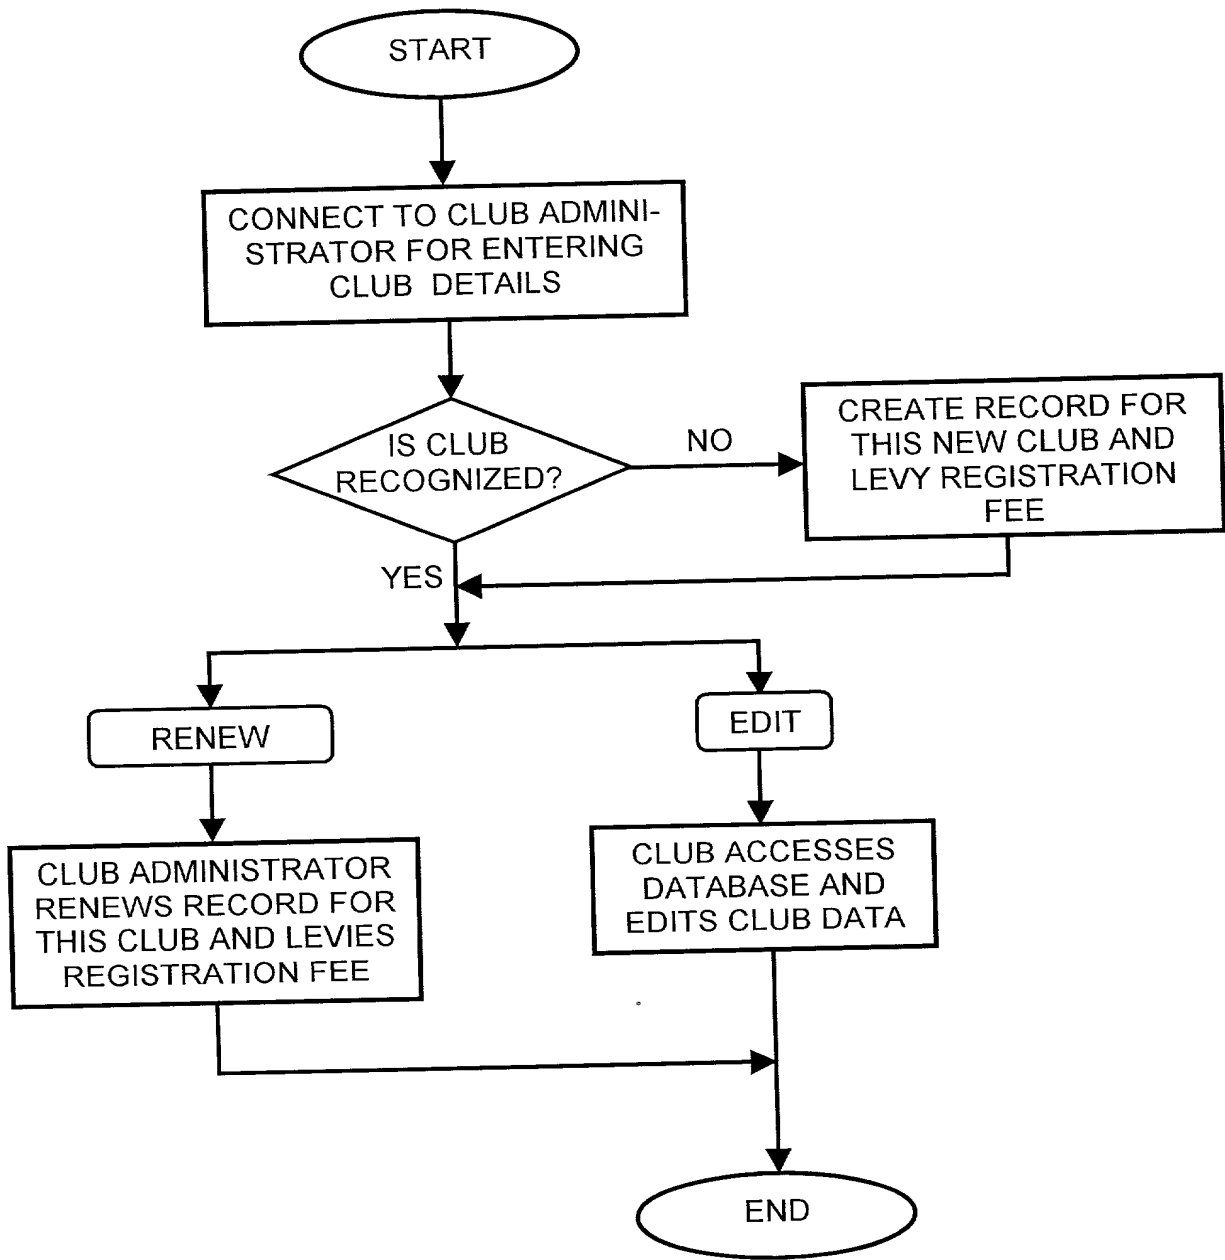 START
CONNECT TO CLUB ADMINI-
STRATOR FOR ENTERING
CLUB DETAILS
IS CLUB
RECOGNIZED?
NO
CREATE RECORD FOR
THIS NEW CLUB AND
LEVY REGISTRATION
FEE
YES
RENEW
EDIT
CLUB ADMINISTRATOR
RENEWS RECORD FOR
THIS CLUB AND LEVIES
REGISTRATION FEE
CLUB ACCESSES
DATABASE AND
EDITS CLUB DATA
END